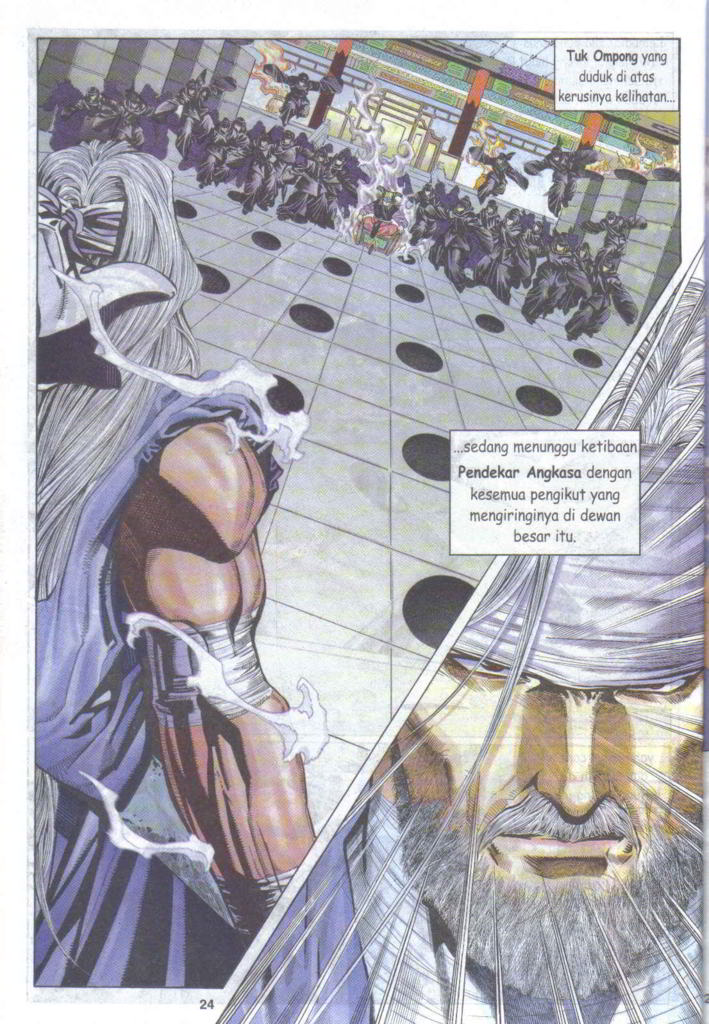 Tuk Ompong yang
duduk di atas
kerusinya kelihatan...
...sedang menunggu ketibaan
Pendekar Angkasa dengan
kesemua pengikut yang
mengiringinya di dewan
besar itu.
24